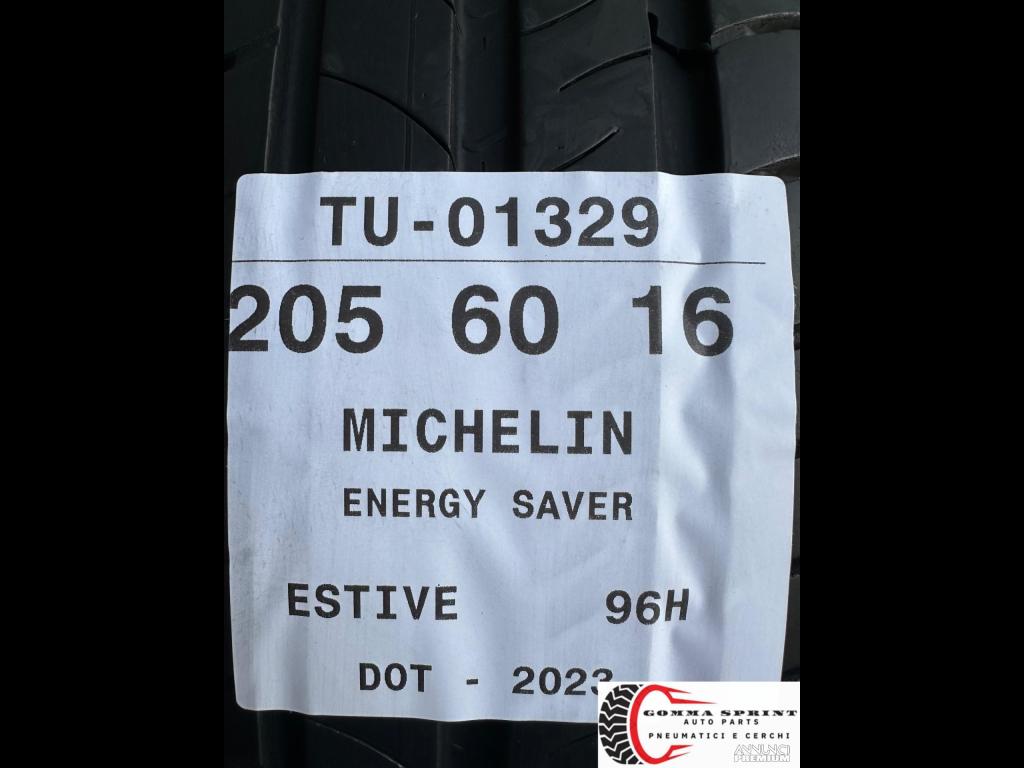 TU-01329
205 60 16
MICHELIN
ENERGY SAVER
ESTIVE 96H
DOT - 2023
GOMMA SPRINT
AUTO PARTS
PNEUMATICI E CERCHI
ANNUNCI
PREMIUM